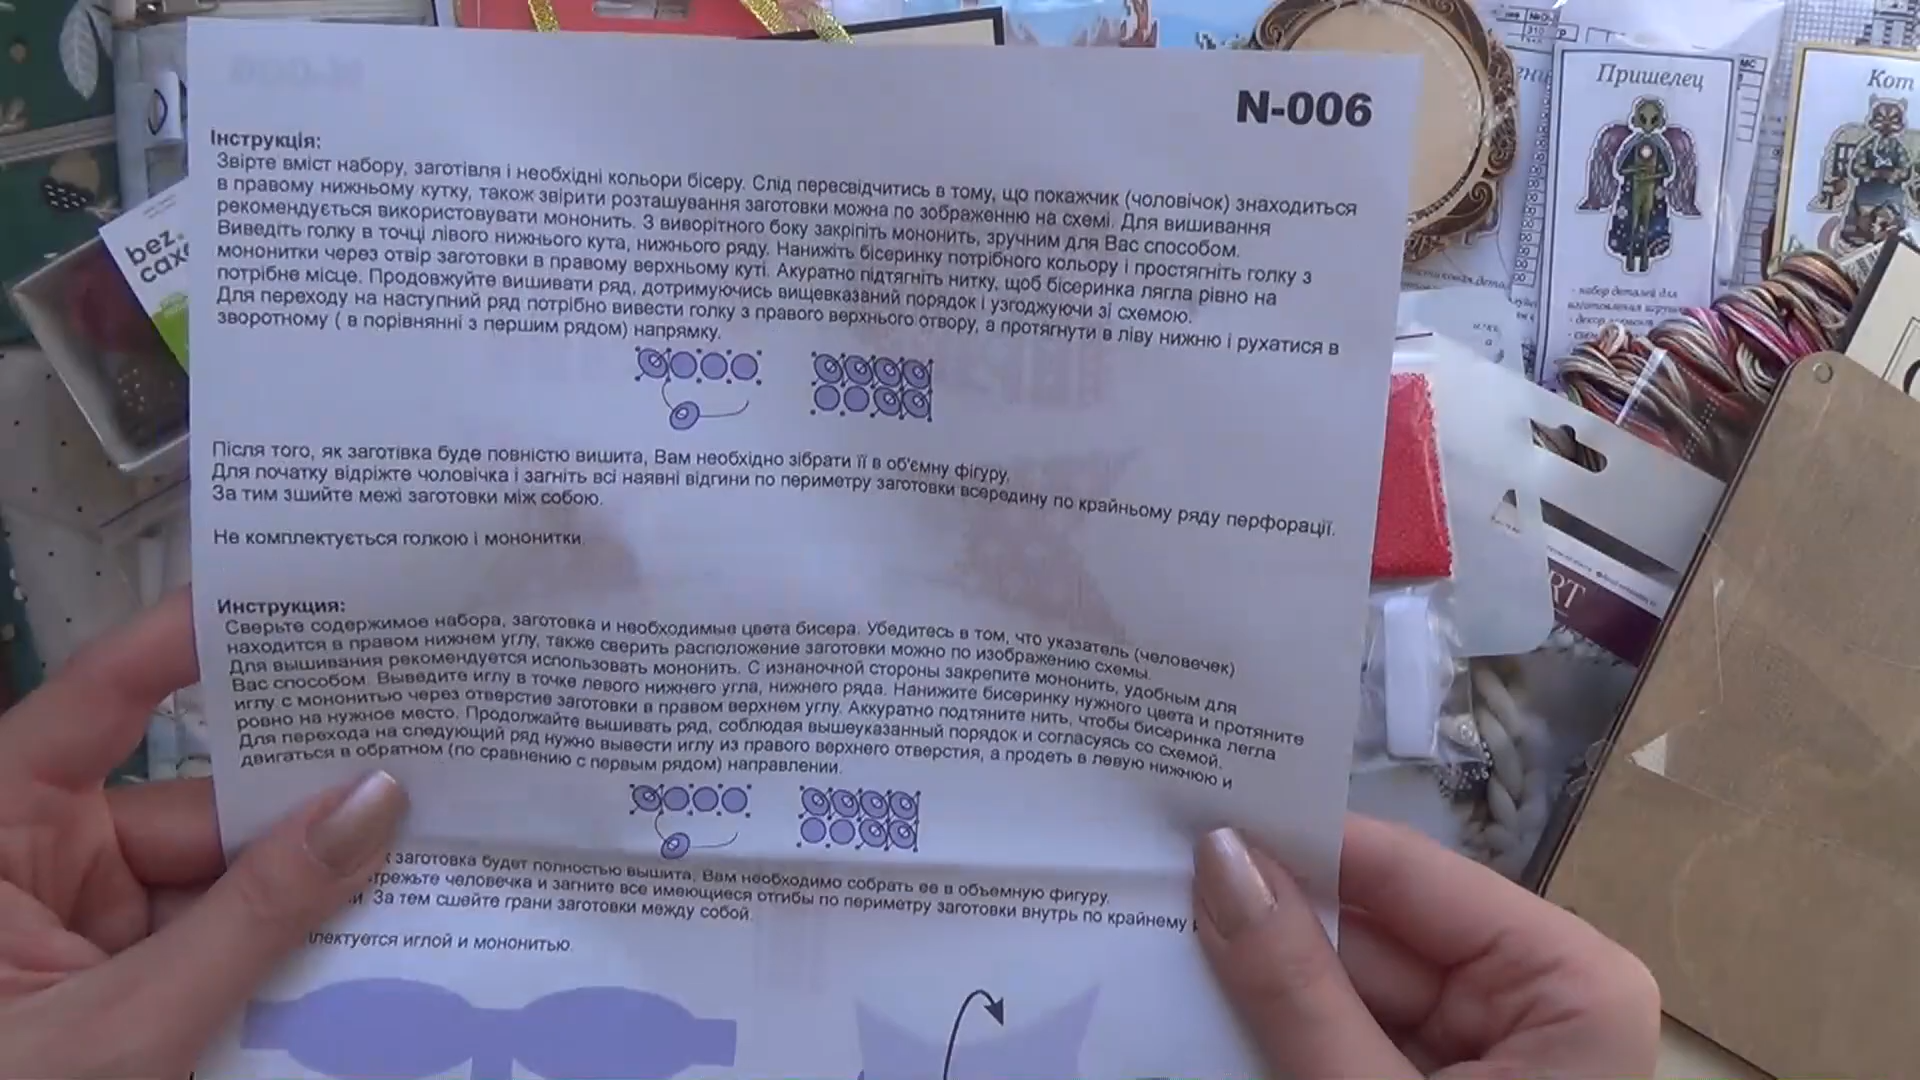 N-006
Інструкція:
Звірте вміст набору, заготівля і необхідні кольори бісеру. Слід пересвідчитись в тому, що покажчик (чоловічок) знаходиться
в правому нижньому кутку, також звірити розташування заготовки можна по зображенню на схемі. Для вишивання
рекомендується використовувати мононить. З виворітного боку закріпіть мононить, зручним для Вас способом.
Виведіть голку в точці лівого нижнього кута, нижнього ряду. Нанижіть бісеринку потрібного кольору і простягніть голку з
мононитки через отвір заготовки в правому верхньому куті. Акуратно підтягніть нитку, щоб бісеринка лягла рівно на
потрібне місце. Продовжуйте вишивати ряд, дотримуючись вищевказаний порядок і узгоджуючи зі схемою.
Для переходу на наступний ряд потрібно вивести голку з правого верхнього отвору, а протягнути в ліву нижню і рухатися в
зворотному ( в порівнянні з першим рядом) напрямку.
Після того, як заготівка буде повністю вишита, Вам необхідно зібрати її в об'ємну фігуру.
Для початку відріжте чоловічка і загніть всі наявні відгини по периметру заготовки всередину по крайньому ряду перфорації.
За тим зшийте межі заготовки між собою.
Не комплектується голкою і мононитки.
Инструкция:
Сверьте содержимое набора, заготовка и необходимые цвета бисера. Убедитесь в том, что указатель (человечек)
находится в правом нижнем углу, также сверить расположение заготовки можно по изображению схемы.
Для вышивания рекомендуется использовать мононить. С изнаночной стороны закрепите мононить, удобным для
Вас способом. Выведите иглу в точке левого нижнего угла, нижнего ряда. Нанижите бисеринку нужного цвета и протяните
иглу с мононитью через отверстие заготовки в правом верхнем углу. Аккуратно подтяните нить, чтобы бисеринка легла
ровно на нужное место. Продолжайте вышивать ряд, соблюдая вышеуказанный порядок и согласуясь со схемой.
Для перехода на следующий ряд нужно вывести иглу из правого верхнего отверстия, а продеть в левую нижнюю и
двигаться в обратном (по сравнению с первым рядом) направлении.
заготовка будет полностью вышита, Вам необходимо собрать ее в объемную фигуру.
трежьте человечка и загните все имеющиеся отгибы по периметру заготовки внутрь по крайнему
За тем сшейте грани заготовки между собой.
плектуется иглой и мононитью.
Пришелец
Кот
bez.